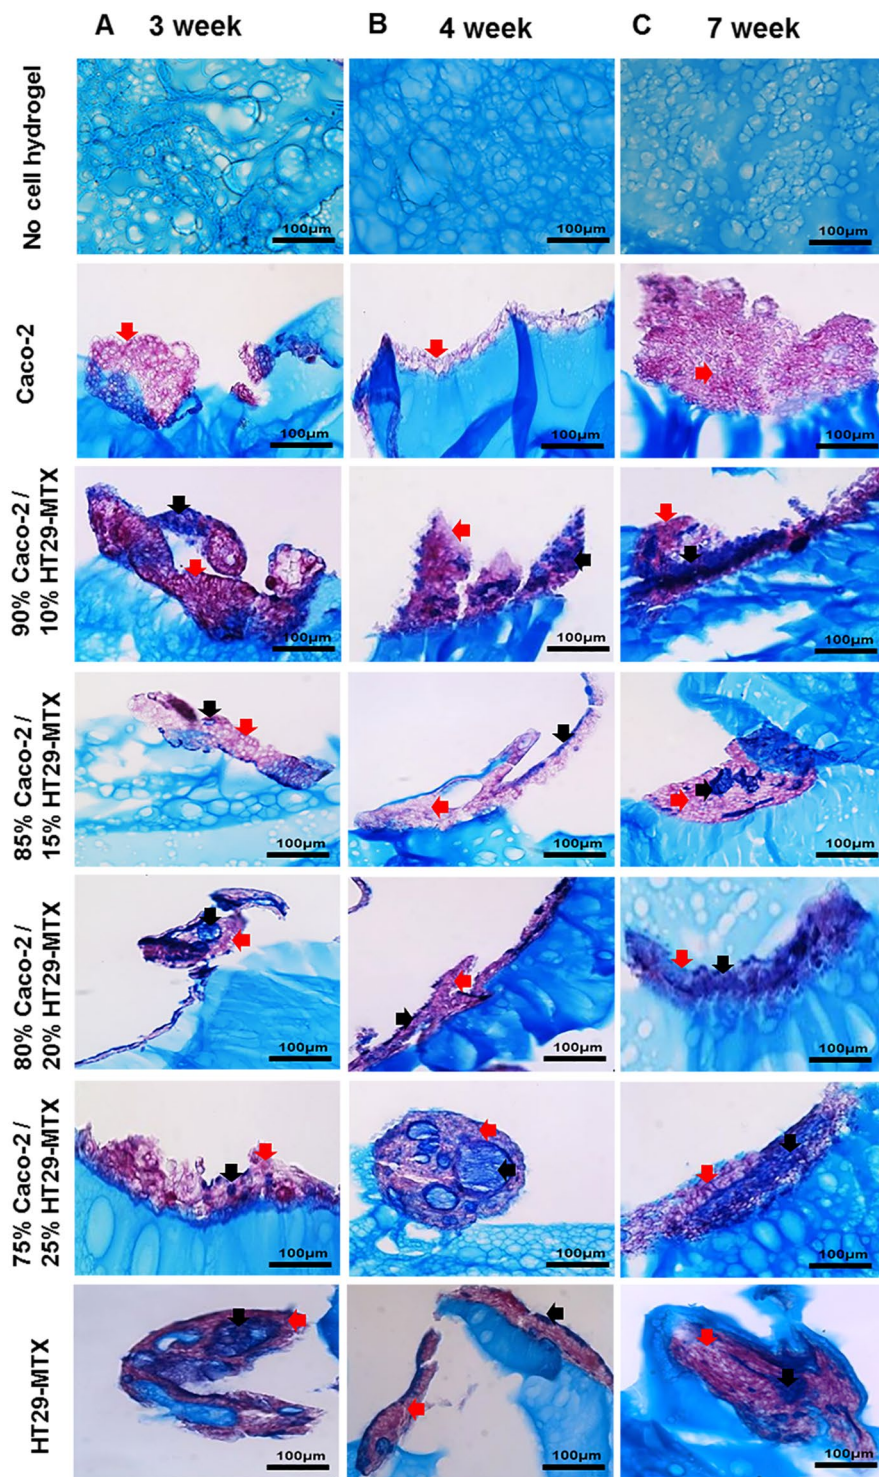 A 3 week B 4 week C 7 week
No cell hydrogel
100µm 100µm 100µm
Caco-2
100µm 100µm 100µm
90% Caco-2 /
10% HT29-MTX
100µm 100µm 100µm
85% Caco-2 /
15% HT29-MTX
100µm 100µm 100µm
80% Caco-2 /
20% HT29-MTX
100µm 100µm 100µm
75% Caco-2 /
25% HT29-MTX
100µm 100µm 100µm
HT29-MTX
100µm 100µm 100µm